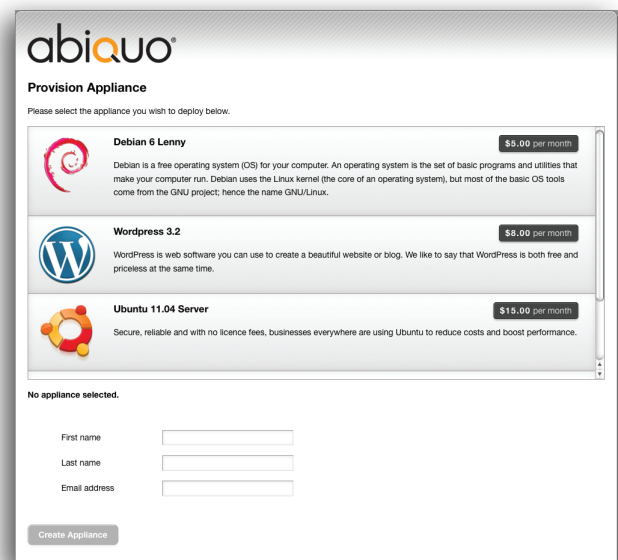 abiquo®
Provision Appliance
Please select the appliance you wish to deploy below.
Debian 6 Lenny
$5.00 per month
Debian is a free operating system (OS) for your computer. An operating system is the set of basic programs and utilities that
make your computer run. Debian uses the Linux kernel (the core of an operating system), but most of the basic OS tools
come from the GNU project; hence the name GNU/Linux.
Wordpress 3.2
$8.00 per month
WordPress is web software you can use to create a beautiful website or blog. We like to say that WordPress is both free and
priceless at the same time.
Ubuntu 11.04 Server
$15.00 per month
Secure, reliable and with no licence fees, businesses everywhere are using Ubuntu to reduce costs and boost performance.
No appliance selected.
First name
Last name
Email address
Create Appliance